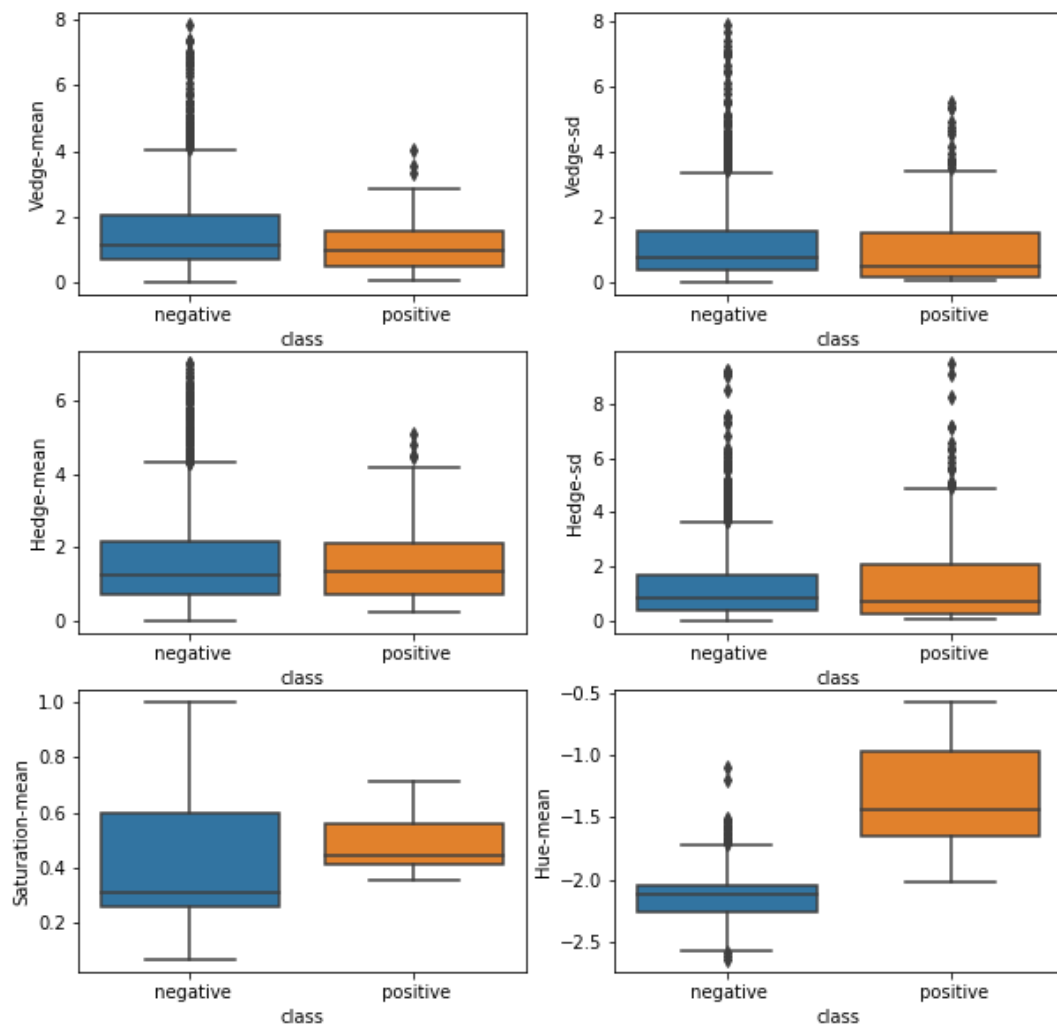 Vedge-mean
8
6
4
2
0
negative positive
class
Vedge-sd
8
6
4
2
0
negative positive
class
Hedge-mean
6
4
2
0
negative positive
class
Hedge-sd
8
6
4
2
0
negative positive
class
Saturation-mean
1.0
0.8
0.6
0.4
0.2
negative positive
class
Hue-mean
−0.5
−1.0
−1.5
−2.0
−2.5
negative positive
class